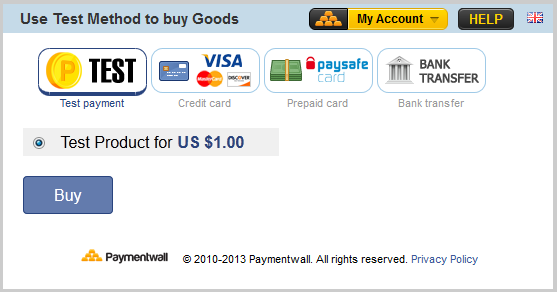 Use Test Method to buy Goods
My Account
HELP
P TEST
VISA
MasterCard
DISCOVER
paysafe
card
BANK
TRANSFER
Test payment
Credit card
Prepaid card
Bank transfer
Test Product for US $1.00
Buy
Paymentwall © 2010-2013 Paymentwall. All rights reserved. Privacy Policy